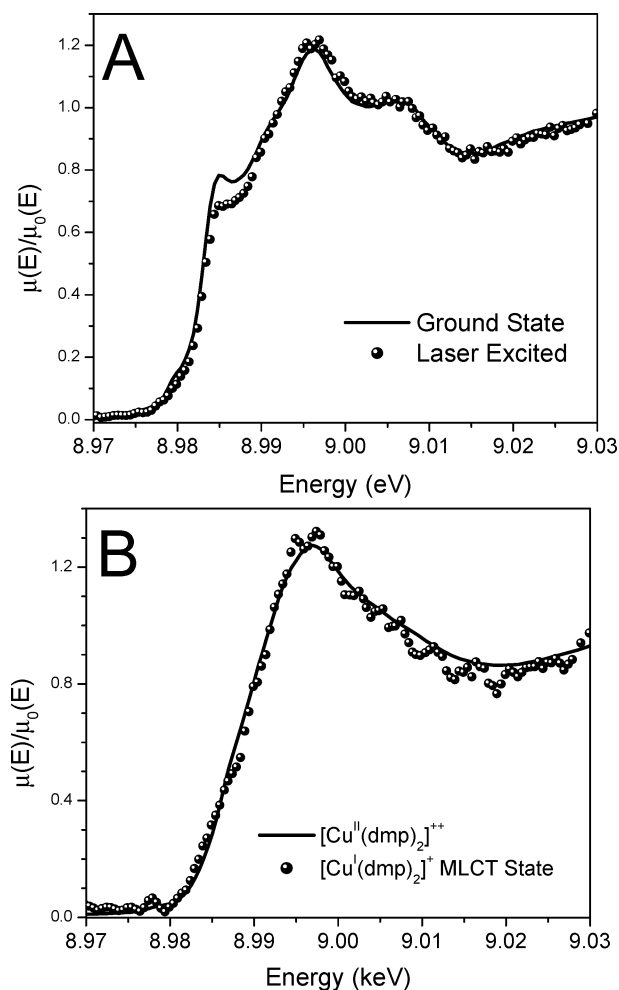 A
1.2
1.0
0.8
0.6
0.4
0.2
0.0
μ(E)/μ₀(E)
Ground State
Laser Excited
8.97 8.98 8.99 9.00 9.01 9.02 9.03
Energy (eV)
B
1.2
0.8
0.4
0.0
μ(E)/μ₀(E)
[Cuᴵᴵ(dmp)₂]⁺⁺
[Cuᴵ(dmp)₂]⁺ MLCT State
8.97 8.98 8.99 9.00 9.01 9.02 9.03
Energy (keV)